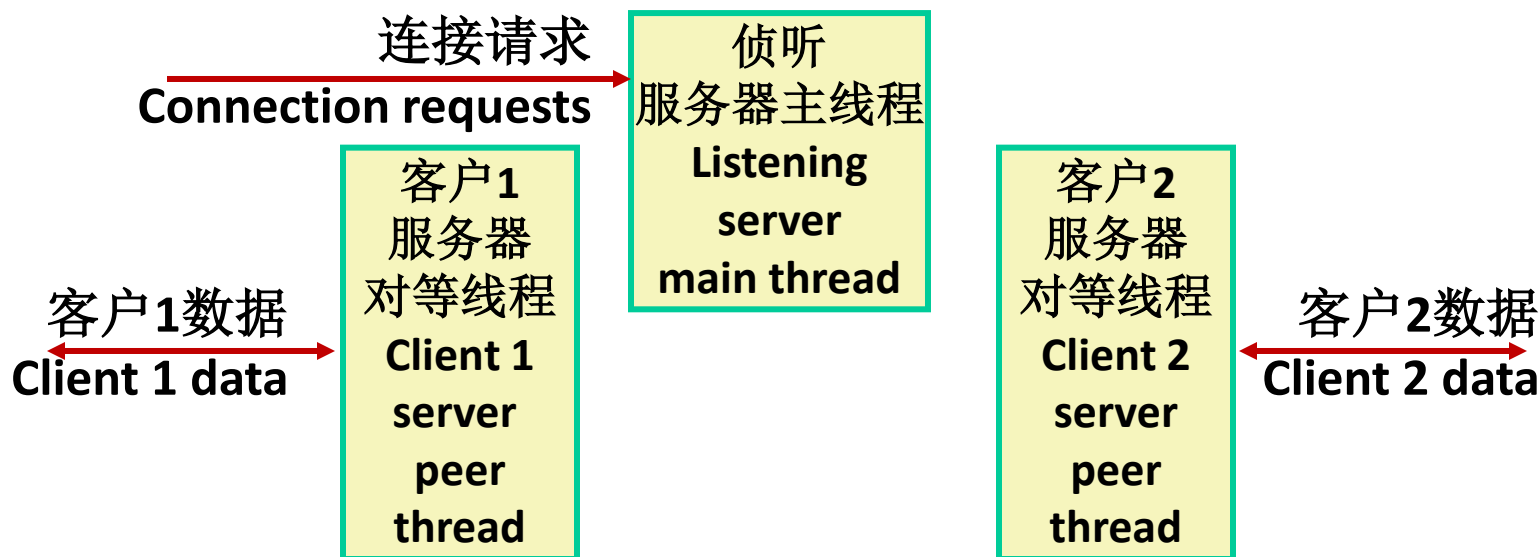 连接请求
Connection requests
侦听
服务器主线程
Listening
server
main thread
客户1
服务器
对等线程
Client 1
server
peer
thread
客户2
服务器
对等线程
Client 2
server
peer
thread
客户1数据
Client 1 data
客户2数据
Client 2 data